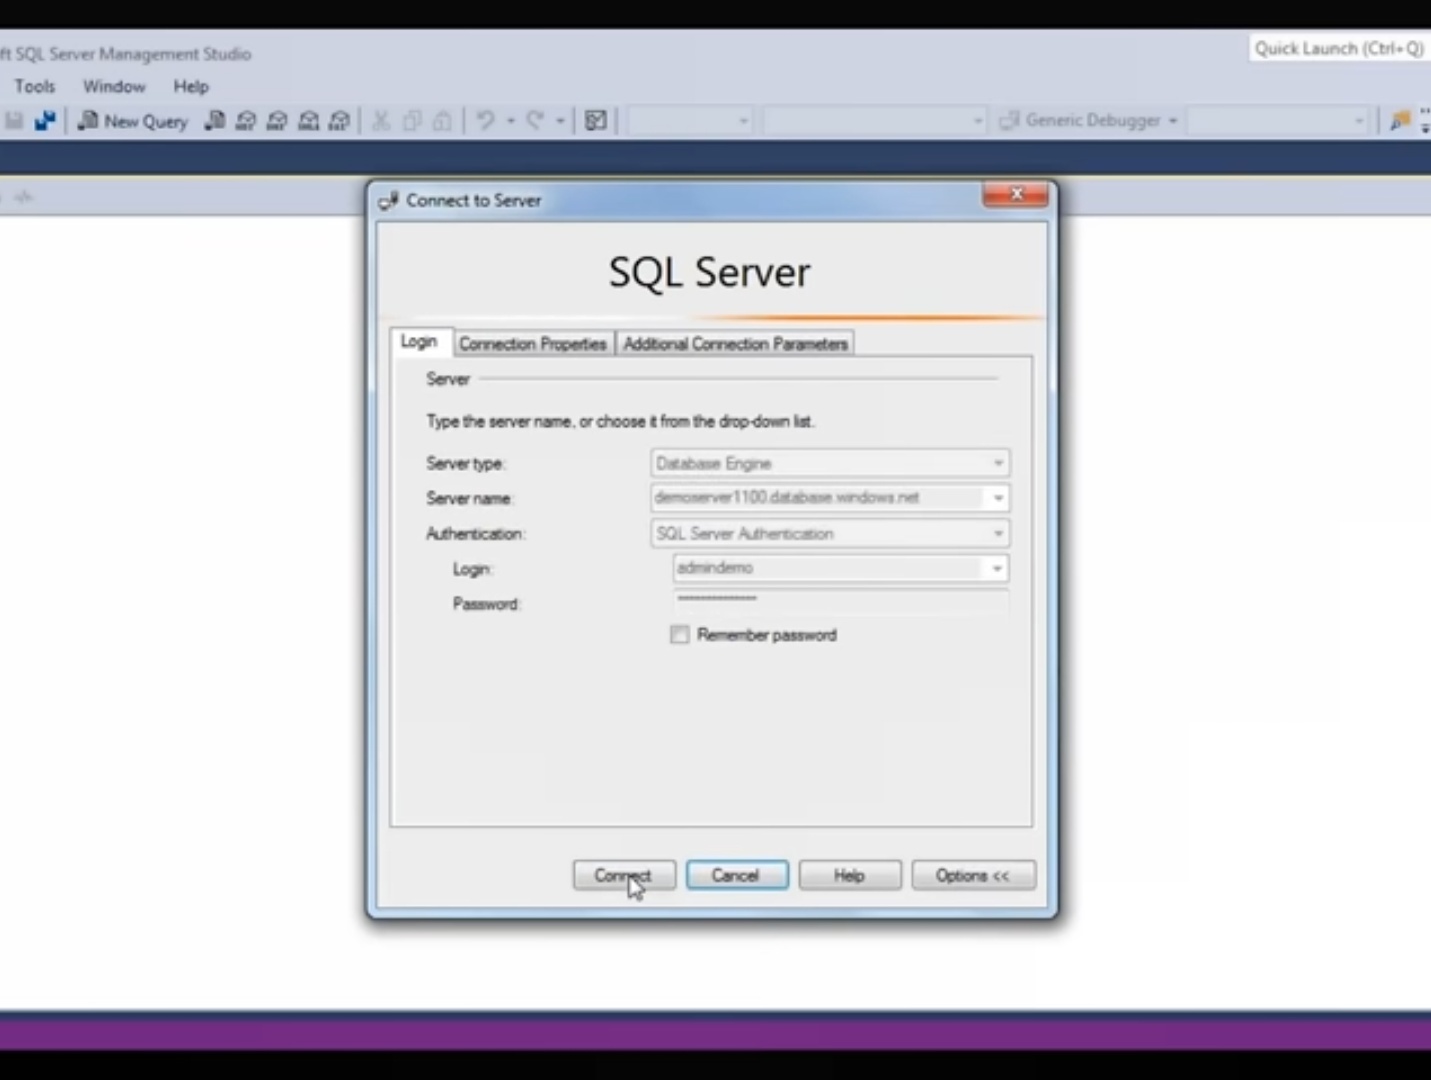 ft SQL Server Management Studio
Quick Launch (Ctrl+Q)
Tools Window Help
New Query
Generic Debugger
Connect to Server
SQL Server
Login Connection Properties Additional Connection Parameters
Server
Type the server name, or choose it from the drop-down list.
Server type: Database Engine
Server name: demoserver1100.database.windows.net
Authentication: SQL Server Authentication
Login: admindemo
Password:
Remember password
Connect Cancel Help Options <<